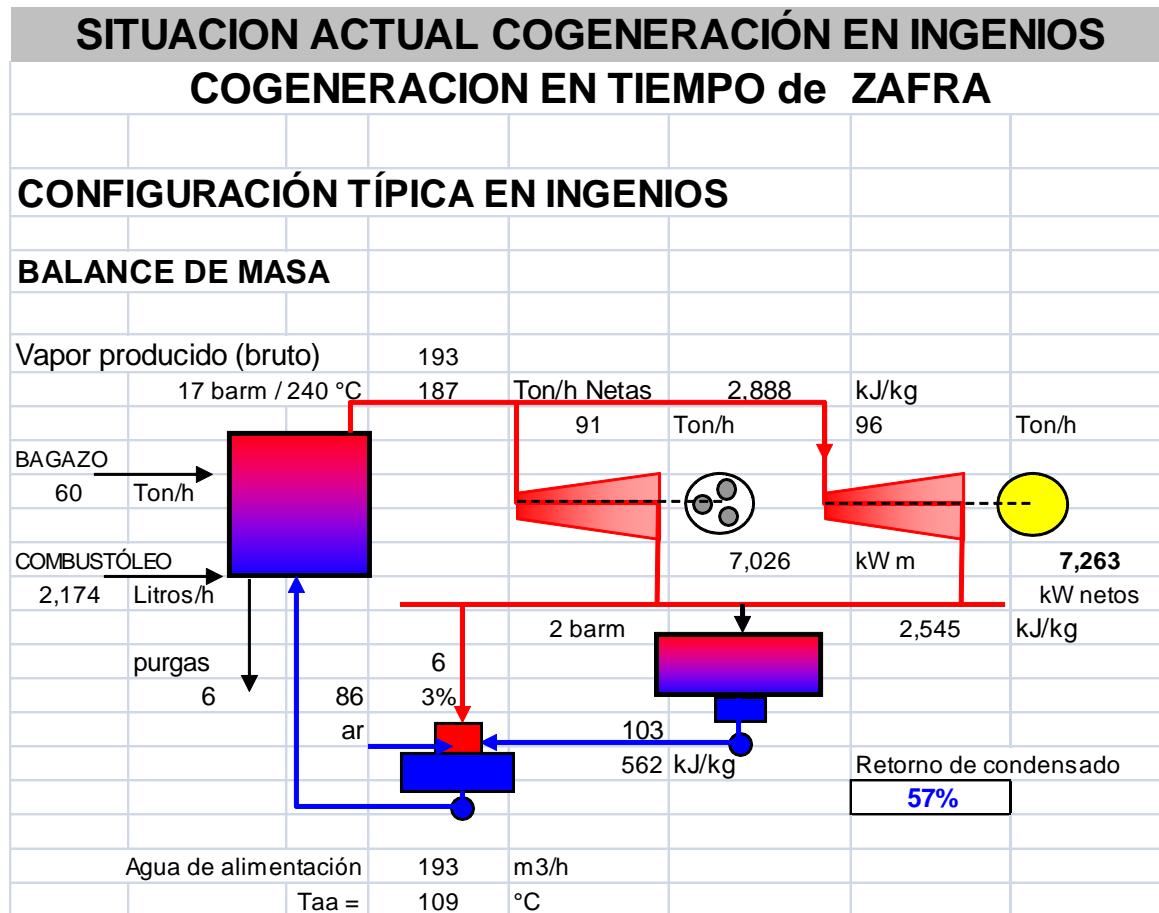 SITUACION ACTUAL COGENERACIÓN EN INGENIOS
COGENERACION EN TIEMPO de ZAFRA
CONFIGURACIÓN TÍPICA EN INGENIOS
BALANCE DE MASA
Vapor producido (bruto) 193
17 barm / 240 °C 187 Ton/h Netas 2,888 kJ/kg
91 Ton/h 96 Ton/h
BAGAZO
60 Ton/h
COMBUSTÓLEO 7,026 kW m 7,263
2,174 Litros/h kW netos
2 barm 2,545 kJ/kg
purgas 6
6 86 3%
ar 103
562 kJ/kg Retorno de condensado
57%
Agua de alimentación 193 m3/h
Taa = 109 °C